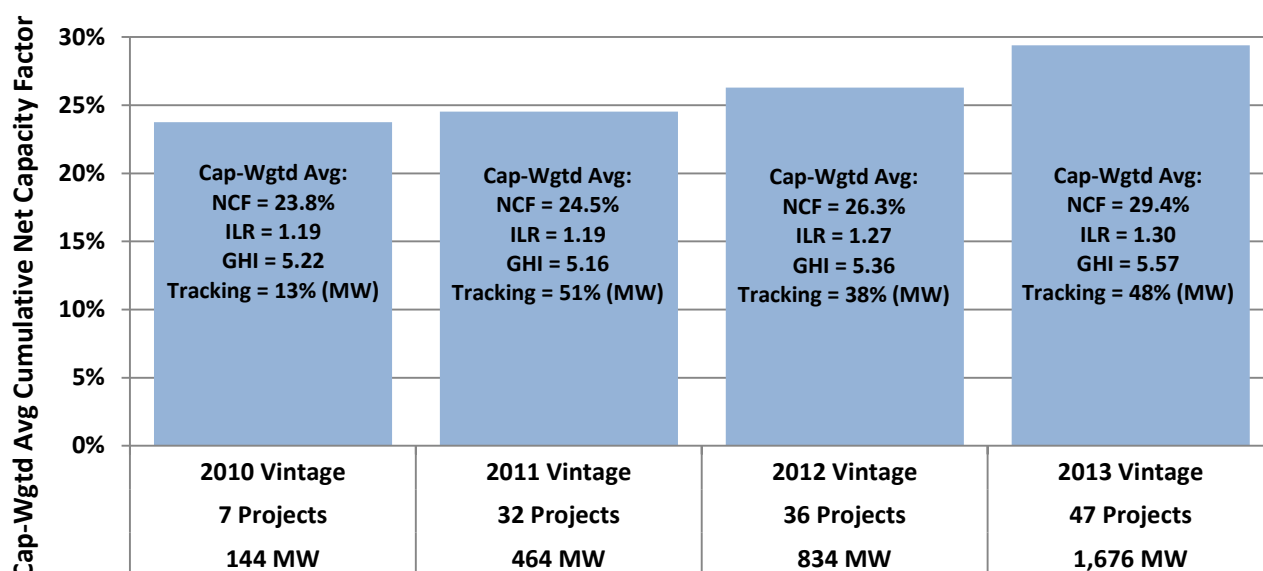 Cap-Wgtd Avg Cumulative Net Capacity Factor
30%
25%
20%
15%
10%
5%
0%
Cap-Wgtd Avg:
NCF = 23.8%
ILR = 1.19
GHI = 5.22
Tracking = 13% (MW)
Cap-Wgtd Avg:
NCF = 24.5%
ILR = 1.19
GHI = 5.16
Tracking = 51% (MW)
Cap-Wgtd Avg:
NCF = 26.3%
ILR = 1.27
GHI = 5.36
Tracking = 38% (MW)
Cap-Wgtd Avg:
NCF = 29.4%
ILR = 1.30
GHI = 5.57
Tracking = 48% (MW)
2010 Vintage
7 Projects
144 MW
2011 Vintage
32 Projects
464 MW
2012 Vintage
36 Projects
834 MW
2013 Vintage
47 Projects
1,676 MW